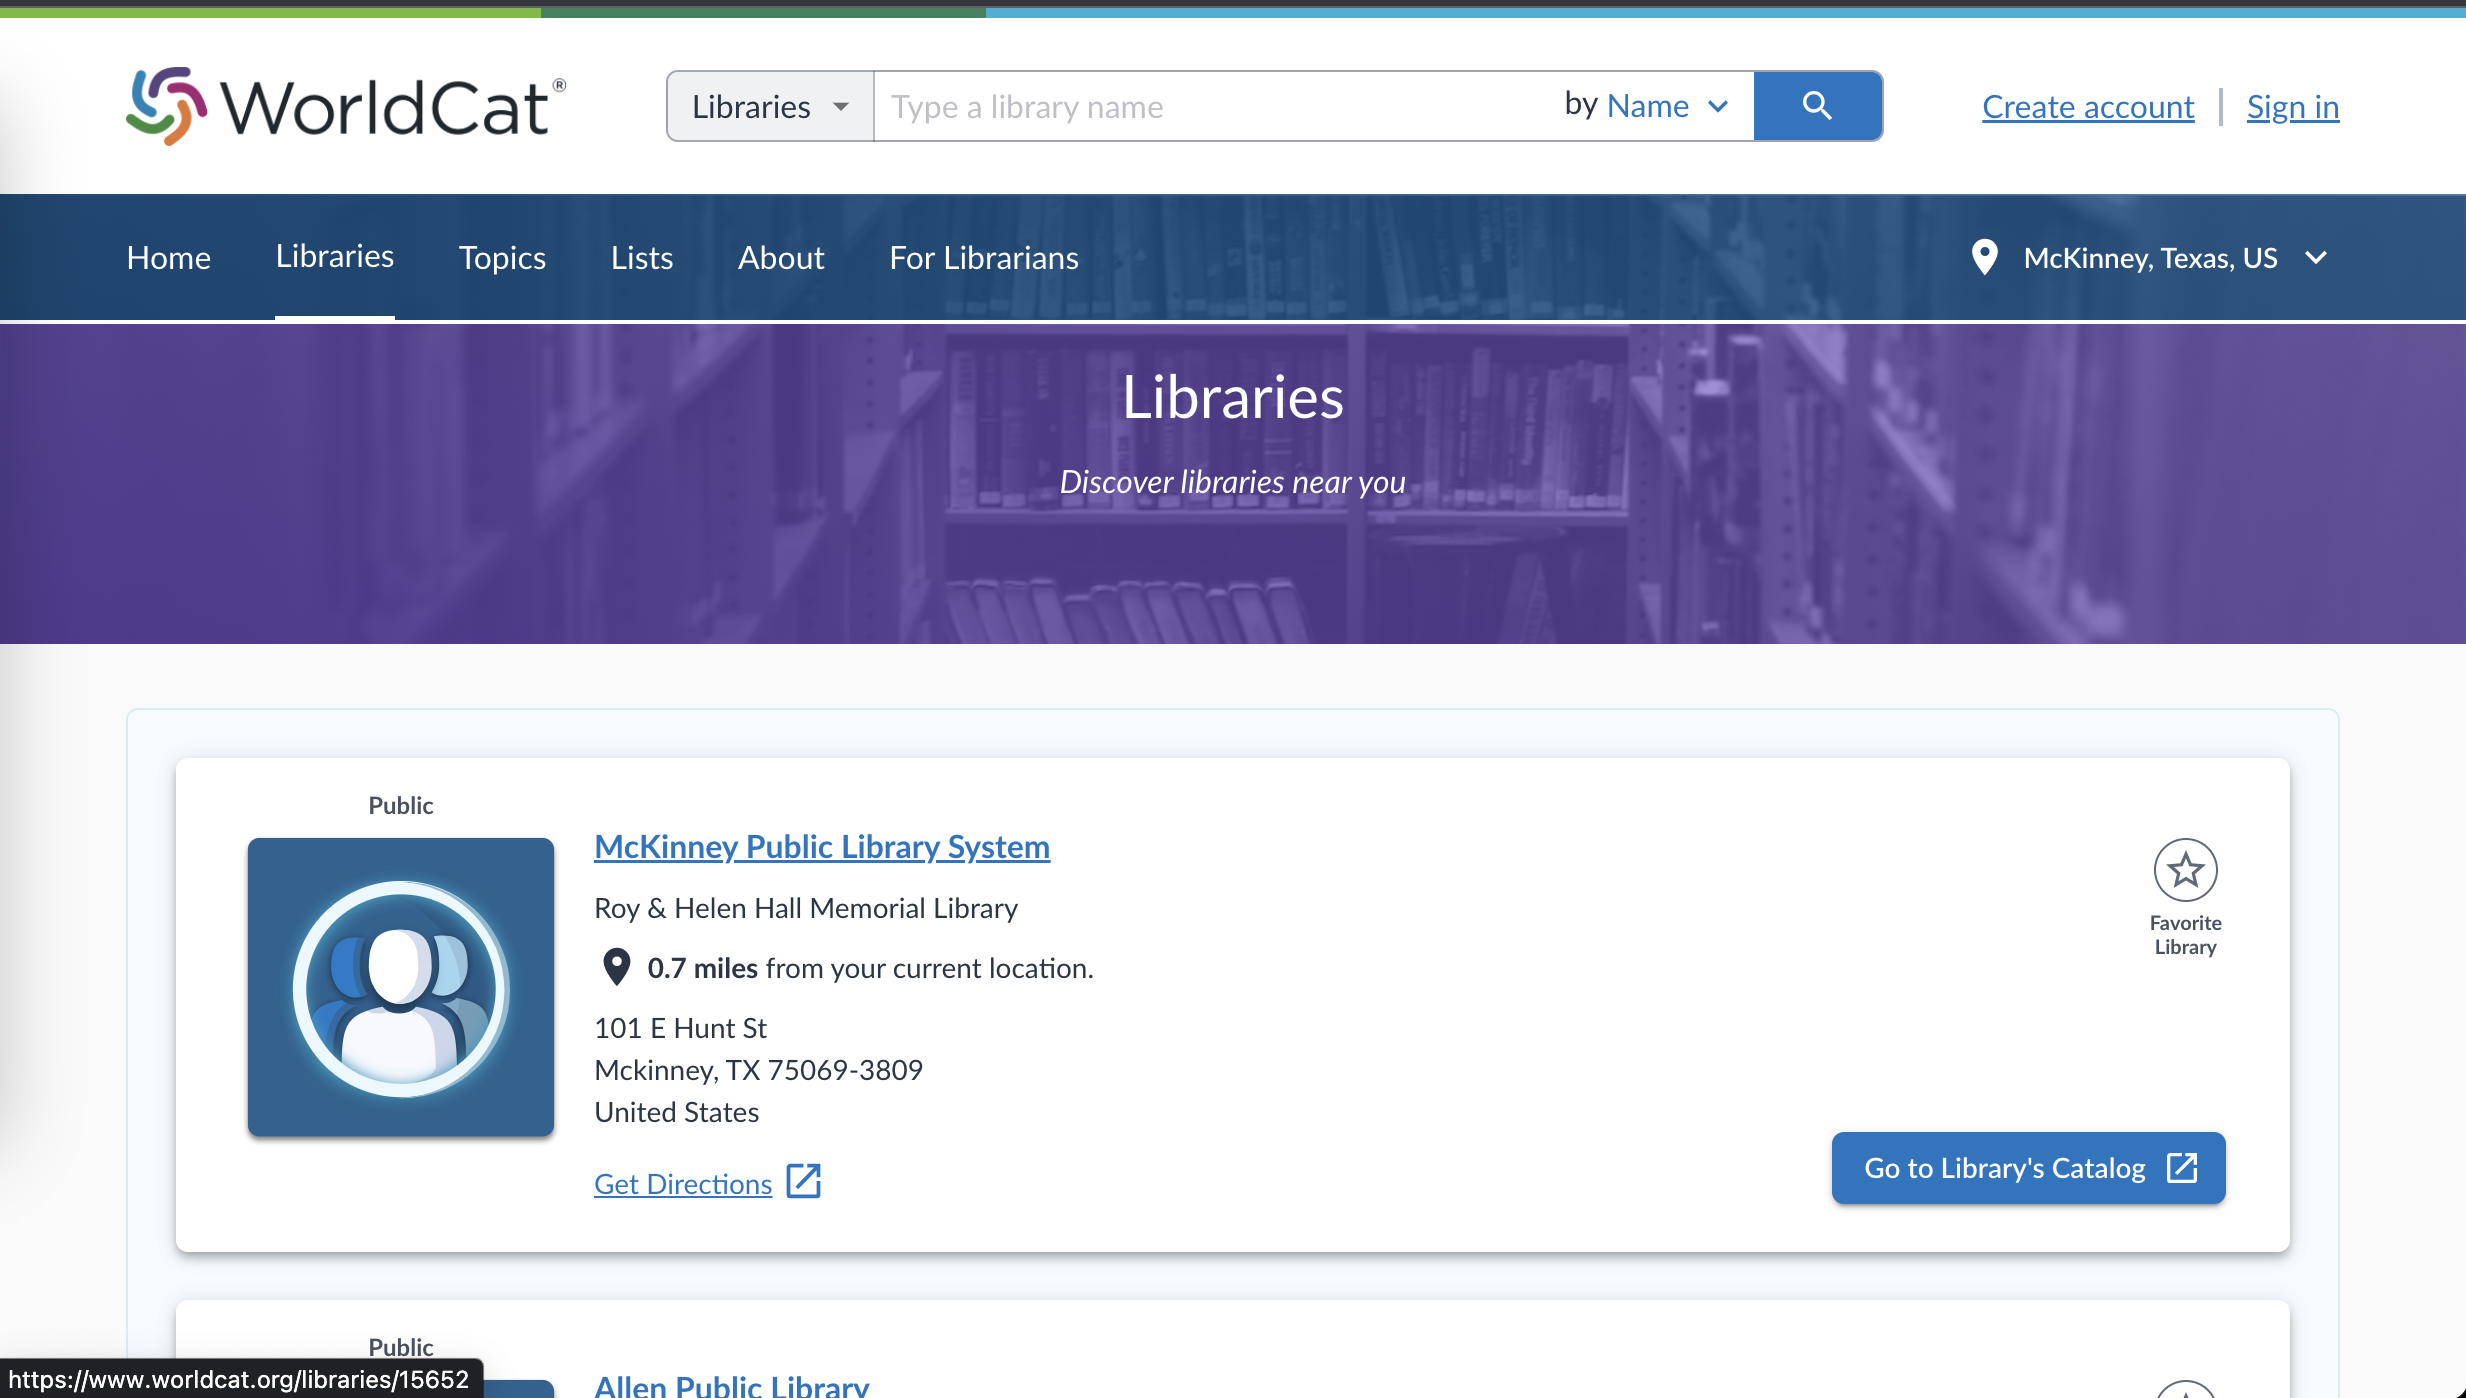 WorldCat®
Libraries
Type a library name
by Name
Create account
Sign in
Home
Libraries
Topics
Lists
About
For Librarians
McKinney, Texas, US
Libraries
Discover libraries near you
Public
McKinney Public Library System
Roy & Helen Hall Memorial Library
0.7 miles from your current location.
101 E Hunt St
Mckinney, TX 75069-3809
United States
Get Directions
Favorite
Library
Go to Library's Catalog
Public
Allen Public Library
https://www.worldcat.org/libraries/15652